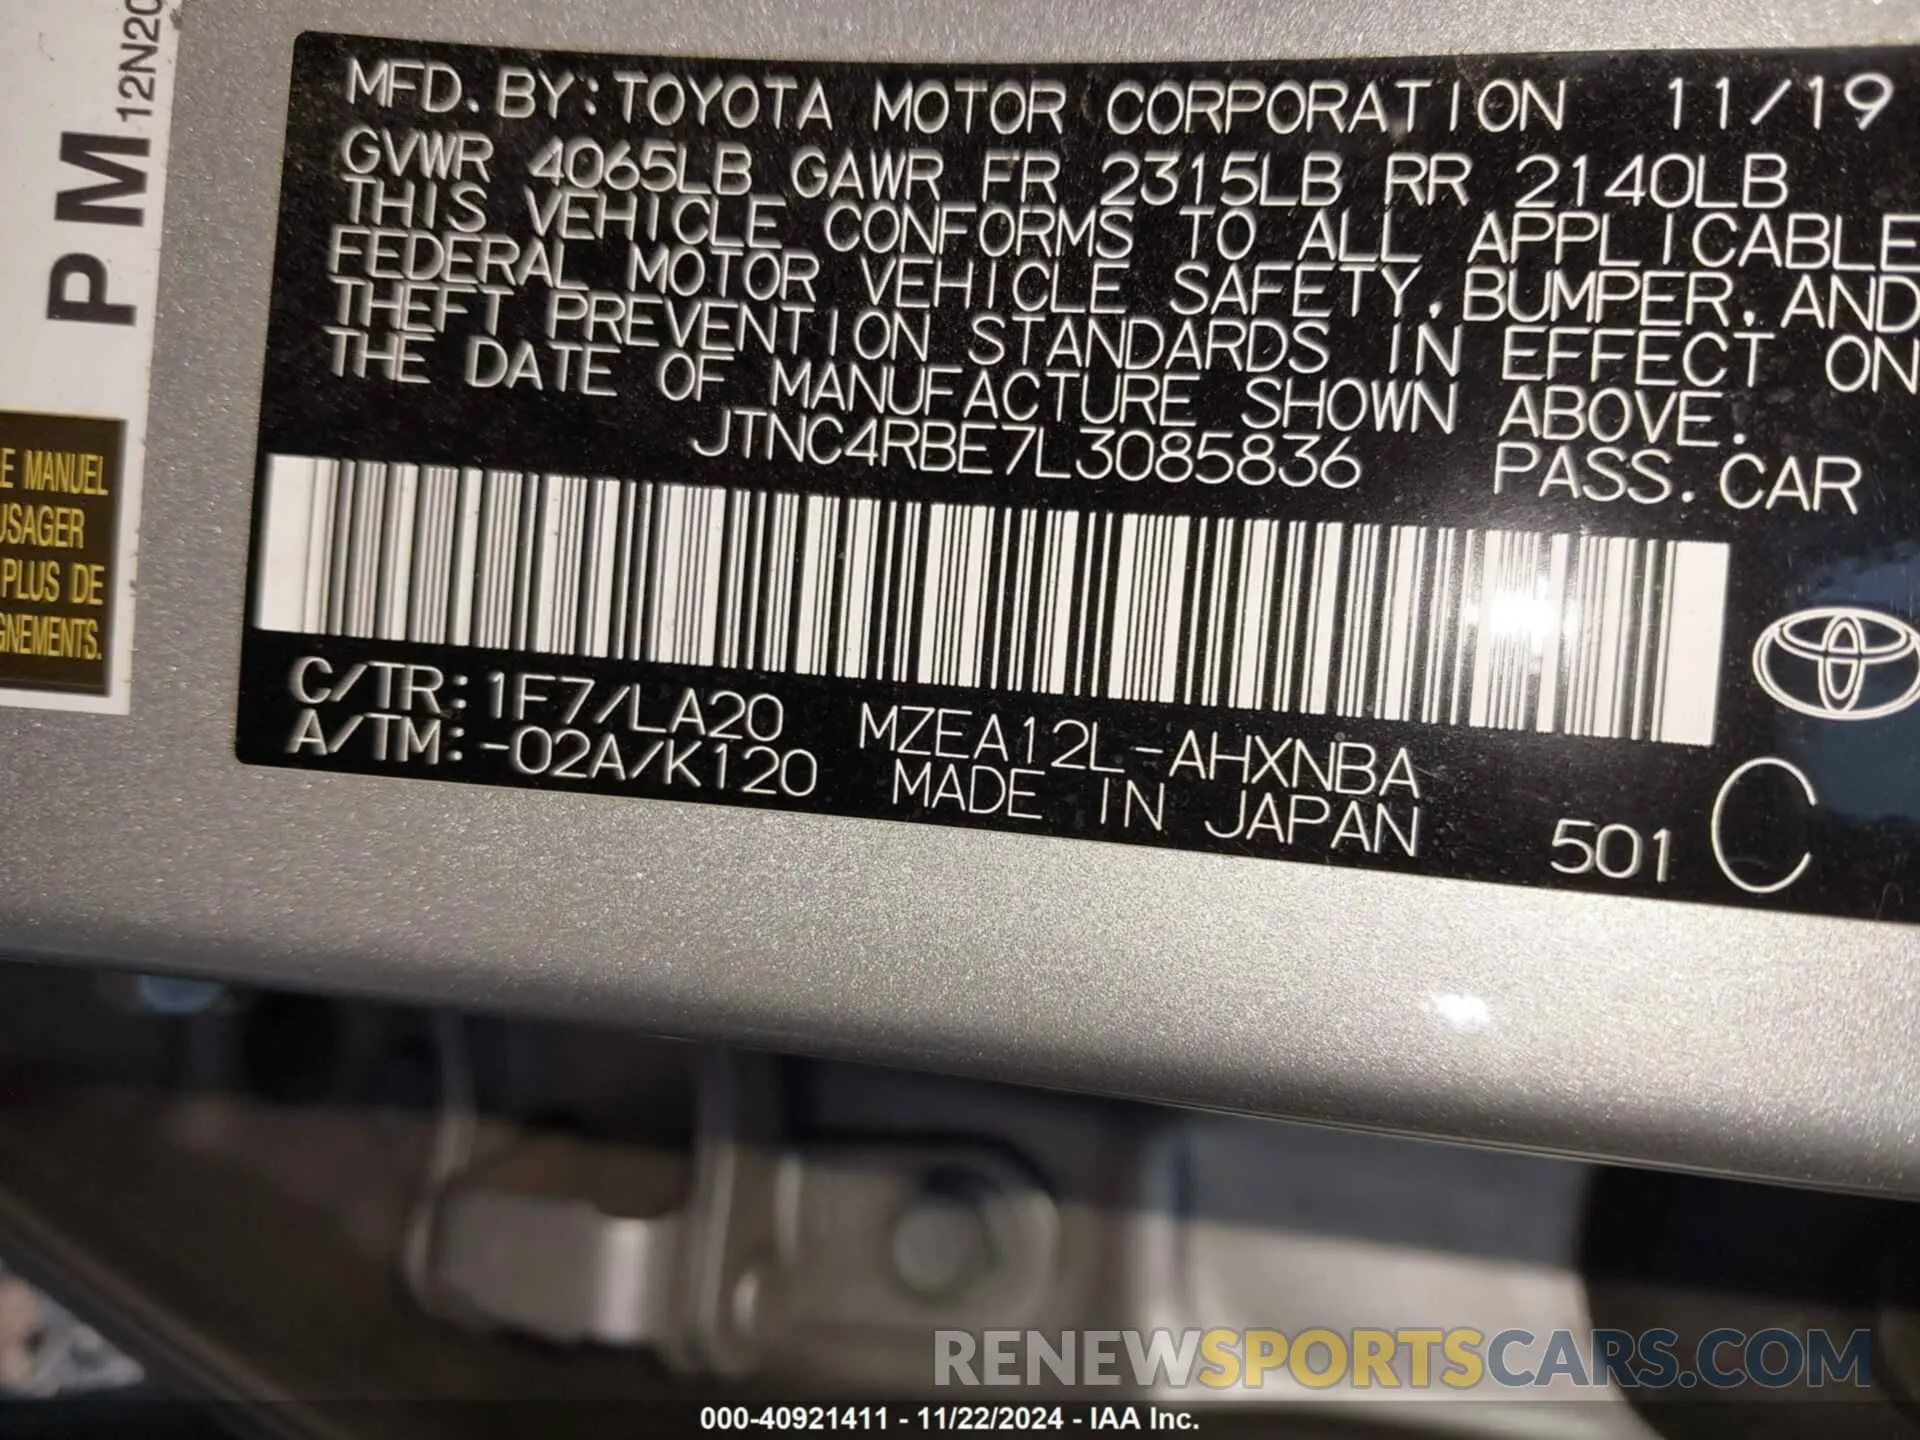 MFD. BY: TOYOTA MOTOR CORPORATION 11/19
GVWR 4065LB GAWR FR 2315LB RR 2140LB
THIS VEHICLE CONFORMS TO ALL APPLICABLE
FEDERAL MOTOR VEHICLE SAFETY, BUMPER, AND
THEFT PREVENTION STANDARDS IN EFFECT ON
THE DATE OF MANUFACTURE SHOWN ABOVE.
JTNC4RBE7L3085836 PASS. CAR
C/TR: 1F7/LA20 MZEA12L-AHXNBA
A/TM: -02A/K120 MADE IN JAPAN
501 C
PM 12N20
E MANUEL
USAGER
PLUS DE
GNEMENTS.
RENEWSPORTSCARS.COM
000-40921411 - 11/22/2024 - IAA Inc.